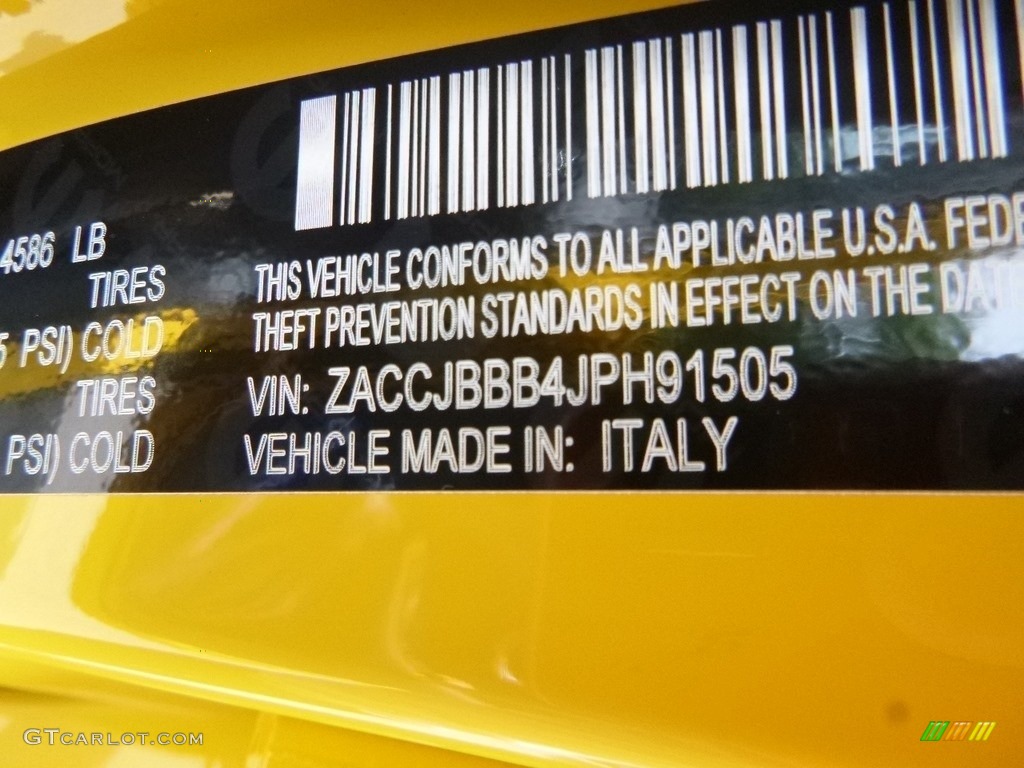 4586 LB
TIRES
PSI) COLD
TIRES
PSI) COLD
THIS VEHICLE CONFORMS TO ALL APPLICABLE U.S.A. FEDE
THEFT PREVENTION STANDARDS IN EFFECT ON THE DAT
VIN: ZACCJBBB4JPH91505
VEHICLE MADE IN: ITALY
GTCARLOT.COM